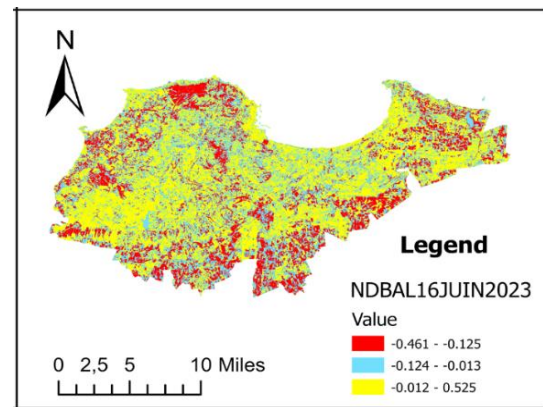 N
Legend
NDBAL16JUIN2023
Value
-0.461 - -0.125
-0.124 - -0.013
-0.012 - 0.525
0 2,5 5 10 Miles